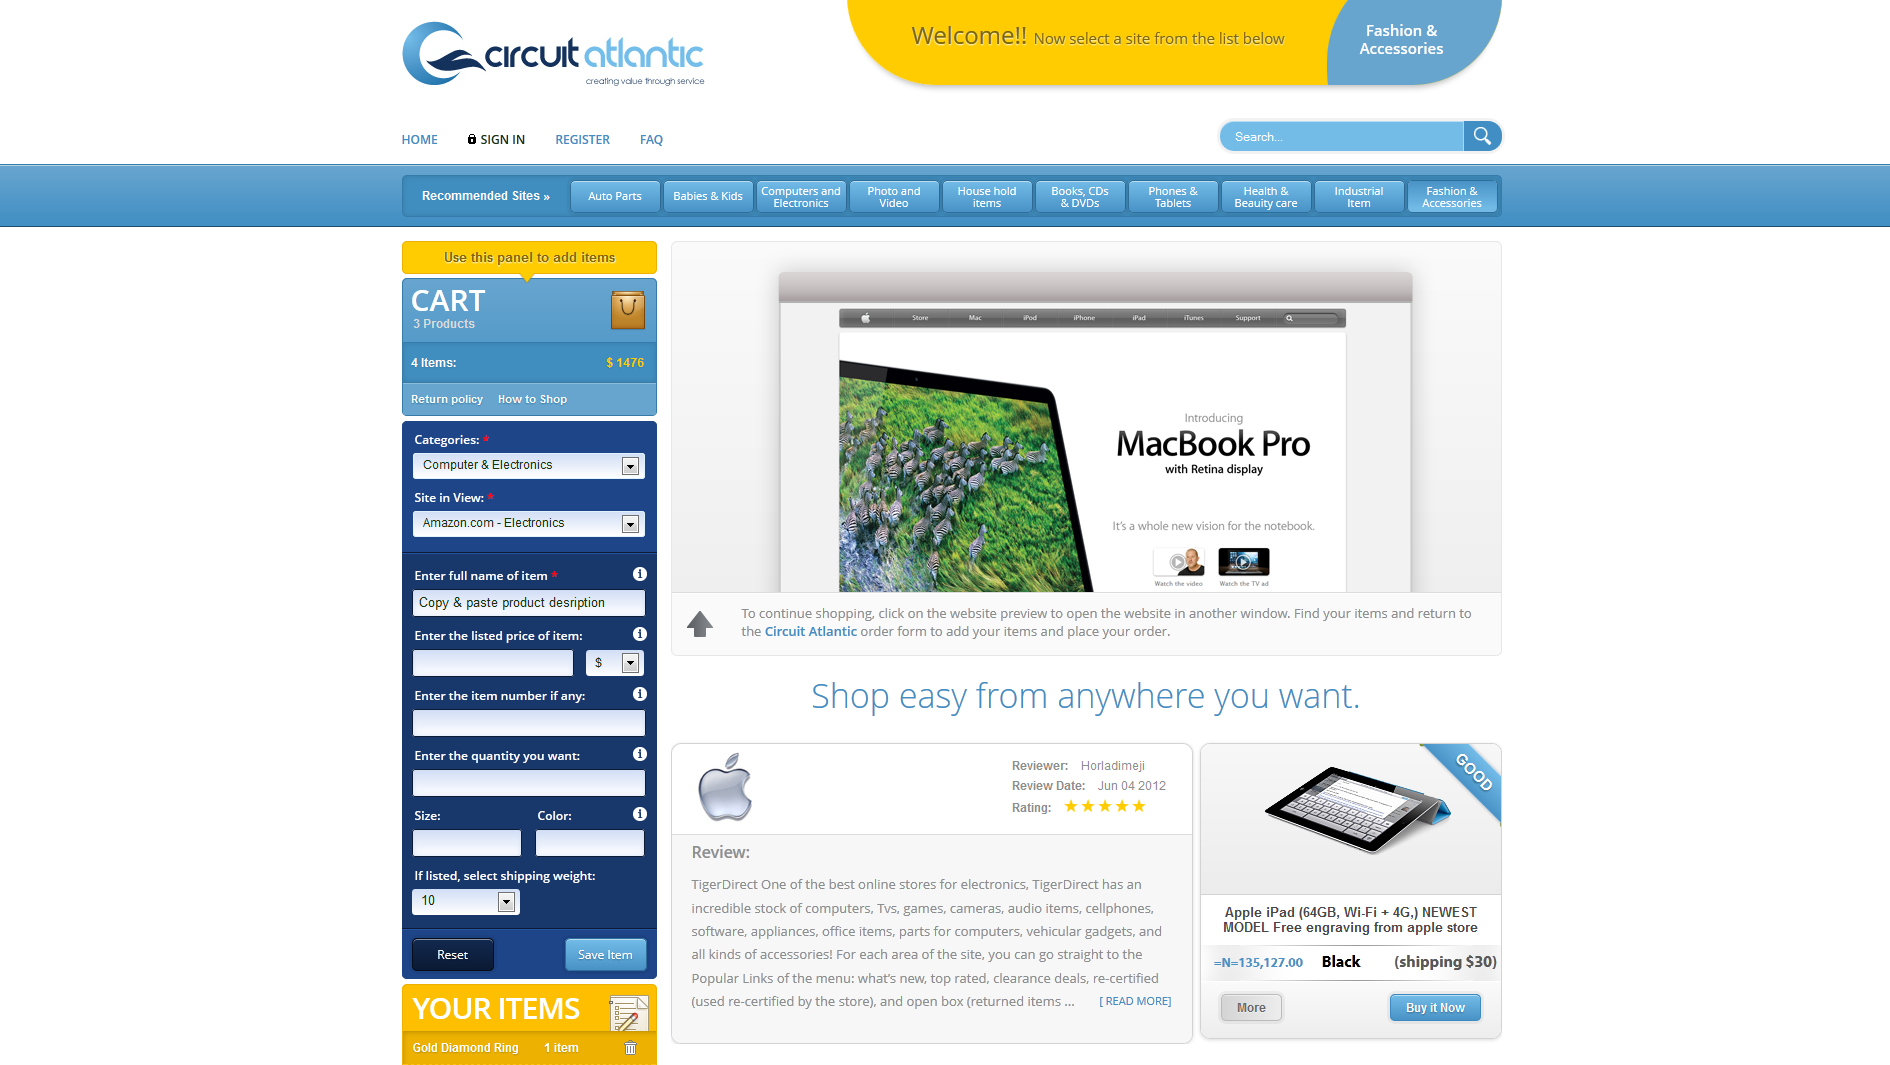 circuit atlantic
creating value through service
Welcome!! Now select a site from the list below
Fashion &
Accessories
HOME
SIGN IN
REGISTER
FAQ
Search...
Recommended Sites »
Auto Parts
Babies & Kids
Computers and
Electronics
Photo and
Video
House hold
items
Books, CDs
& DVDs
Phones &
Tablets
Health &
Beauity care
Industrial
Item
Fashion &
Accessories
Use this panel to add items
CART
3 Products
4 Items: $ 1476
Return policy How to Shop
Categories: *
Computer & Electronics
Site in View: *
Amazon.com - Electronics
Enter full name of item *
Copy & paste product desription
Enter the listed price of item:
$
Enter the item number if any:
Enter the quantity you want:
Size: Color:
If listed, select shipping weight:
10
Reset Save Item
YOUR ITEMS
Gold Diamond Ring 1 item
Store Mac iPod iPhone iPad iTunes Support
Introducing
MacBook Pro
with Retina display
It's a whole new vision for the notebook.
Watch the video Watch the TV ad
To continue shopping, click on the website preview to open the website in another window. Find your items and return to
the Circuit Atlantic order form to add your items and place your order.
Shop easy from anywhere you want.
Reviewer: Horladimeji
Review Date: Jun 04 2012
Rating: ★★★★★
Review:
TigerDirect One of the best online stores for electronics, TigerDirect has an
incredible stock of computers, Tvs, games, cameras, audio items, cellphones,
software, appliances, office items, parts for computers, vehicular gadgets, and
all kinds of accessories! For each area of the site, you can go straight to the
Popular Links of the menu: what's new, top rated, clearance deals, re-certified
(used re-certified by the store), and open box (returned items ... [ READ MORE]
GOOD
Apple iPad (64GB, Wi-Fi + 4G,) NEWEST
MODEL Free engraving from apple store
=N=135,127.00 Black (shipping $30)
More Buy it Now